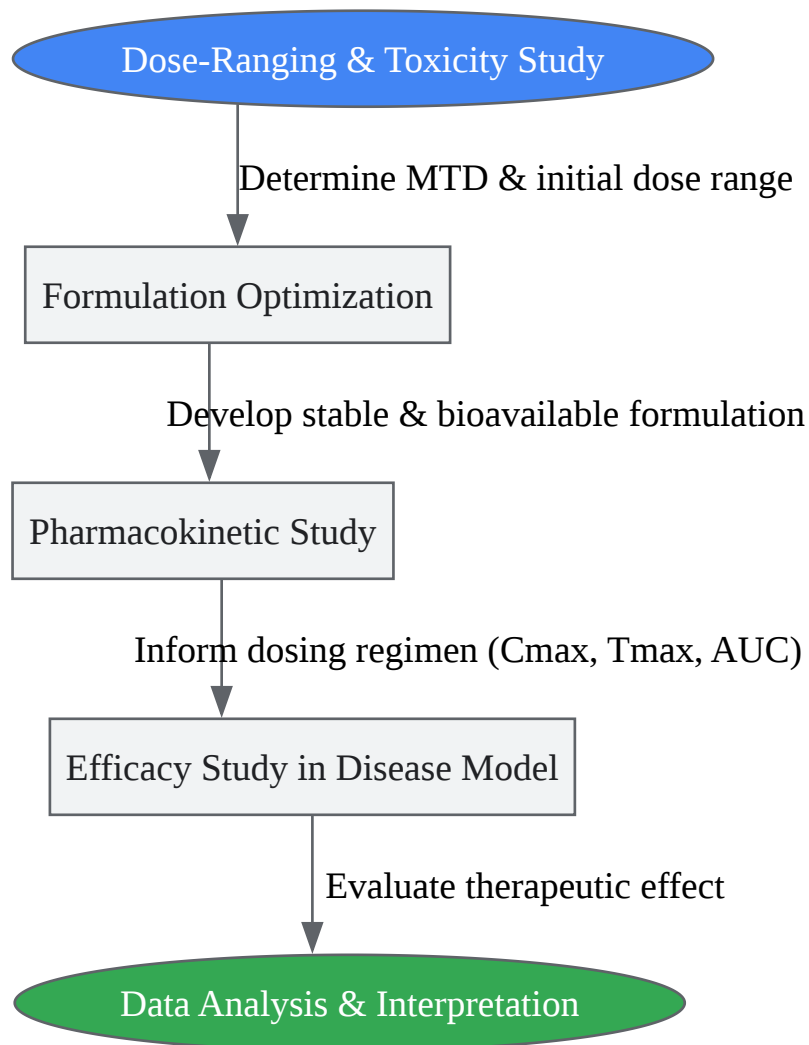 Dose-Ranging & Toxicity Study
Determine MTD & initial dose range
Formulation Optimization
Develop stable & bioavailable formulation
Pharmacokinetic Study
Inform dosing regimen (Cmax, Tmax, AUC)
Efficacy Study in Disease Model
Evaluate therapeutic effect
Data Analysis & Interpretation